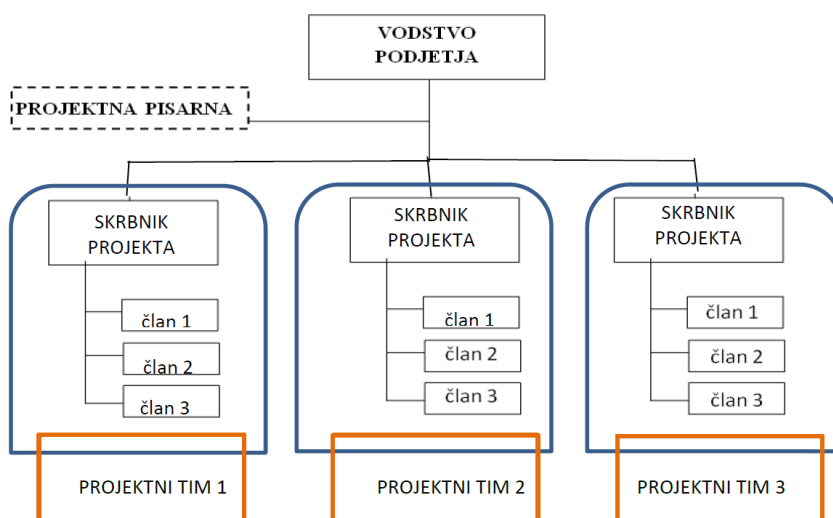 VODSTVO
PODJETJA
PROJEKTNA PISARNA
SKRBNIK
PROJEKTA
član 1
član 2
član 3
PROJEKTNI TIM 1
SKRBNIK
PROJEKTA
član 1
član 2
član 3
PROJEKTNI TIM 2
SKRBNIK
PROJEKTA
član 1
član 2
član 3
PROJEKTNI TIM 3